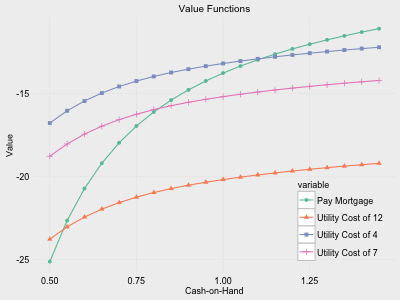 Value Functions
Value
-15
-20
-25
variable
Pay Mortgage
Utility Cost of 12
Utility Cost of 4
Utility Cost of 7
0.50 0.75 1.00 1.25
Cash-on-Hand